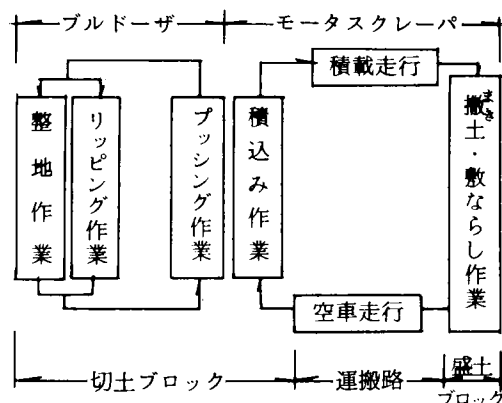 ブルドーザ
モータスクレーパ
積載走行
整地作業
リッピング作業
プッシング作業
積込み作業
まき
撒土・敷ならし作業
空車走行
切土ブロック
運搬路
盛土
ブロック